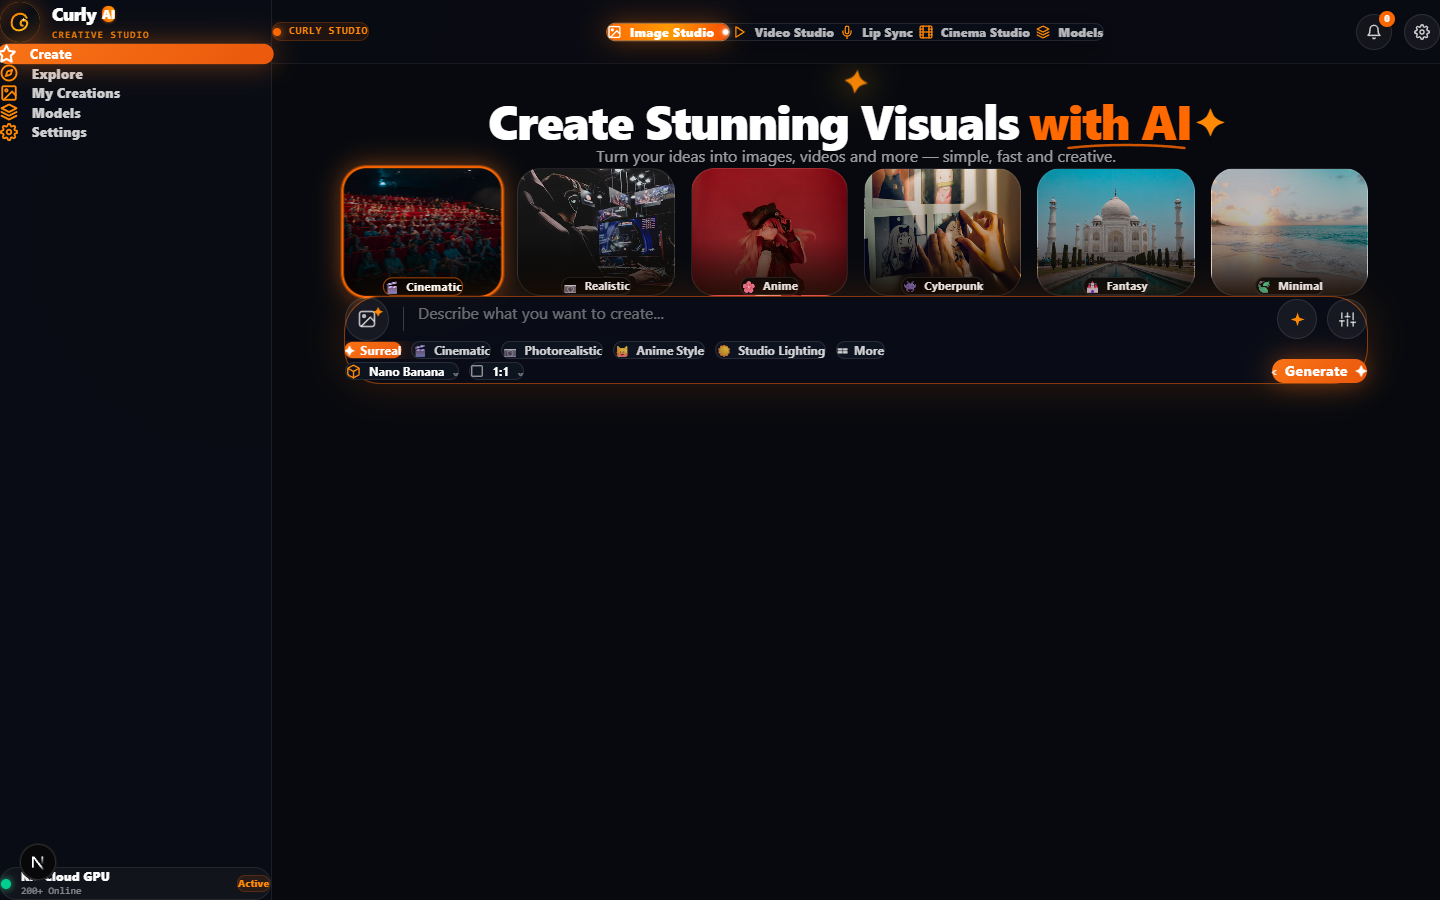 Curly AI
CREATIVE STUDIO
Create
Explore
My Creations
Models
Settings
Cloud GPU
200+ Online
Active
CURLY STUDIO
Image Studio
Video Studio
Lip Sync
Cinema Studio
Models
0
Create Stunning Visuals with AI
Turn your ideas into images, videos and more — simple, fast and creative.
Cinematic
Realistic
Anime
Cyberpunk
Fantasy
Minimal
Describe what you want to create...
Surreal
Cinematic
Photorealistic
Anime Style
Studio Lighting
More
Nano Banana
1:1
Generate